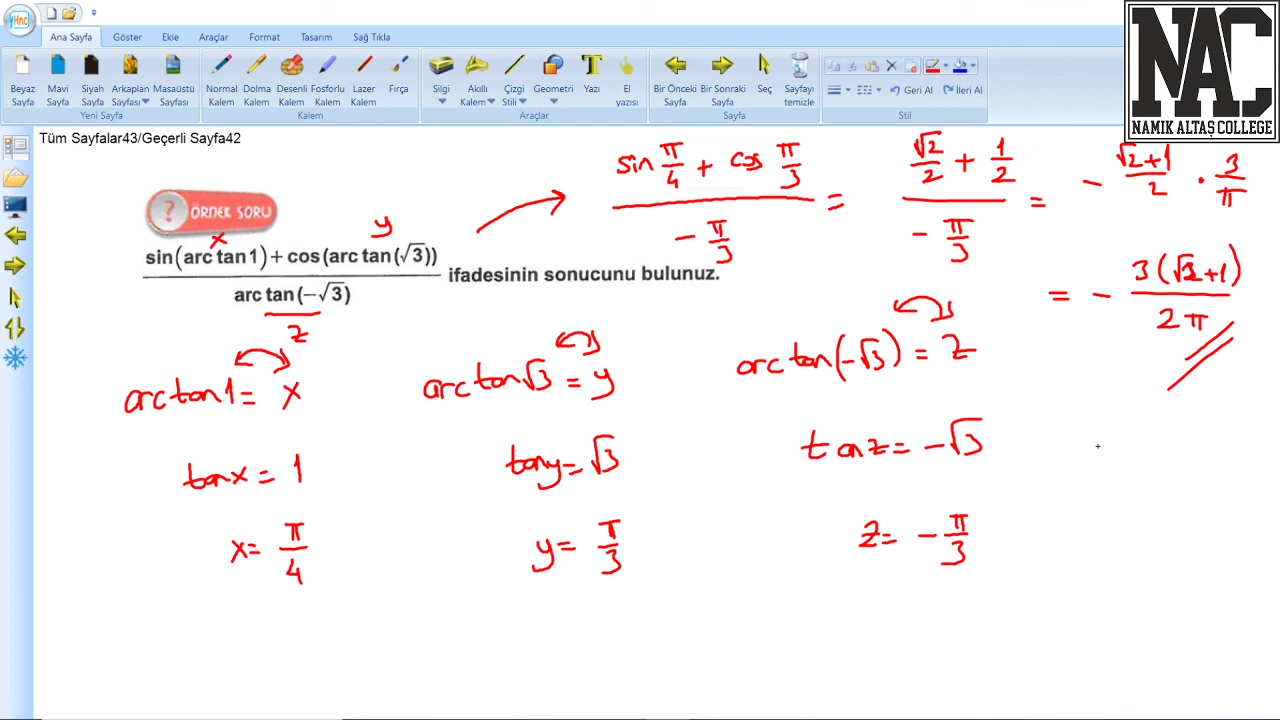 Ana Sayfa Göster Ekle Araçlar Format Tasarım Sağ Tıkla
Beyaz Sayfa Mavi Sayfa Siyah Sayfa Arkaplan Sayfası Masaüstü Sayfası
Normal Kalem Dolma Kalem Desenli Kalem Fosforlu Kalem Lazer Kalem Fırça
Silgi Akıllı Kalem Çizgi Stili Geometri Yazı El yazısı
Bir Önceki Sayfa Bir Sonraki Sayfa Seç Sayfayı temizle
Geri Al İleri Al
Yeni Sayfa Kalem Araçlar Sayfa Stil
NAC
NAMIK ALTAŞ COLLEGE
Tüm Sayfalar43/Geçerli Sayfa42
(sin π/4 + cos π/3)/(-π/3) = (√2/2 + 1/2)/(-π/3) = - (√2+1)/2 · 3/π
= - 3(√2+1)/2π
? ÖRNEK SORU
x y
sin(arc tan1)+cos(arc tan(√3))
arc tan(-√3)
ifadesinin sonucunu bulunuz.
z
arctan1 = x arctan√3 = y arctan(-√3) = z
tanx = 1 tany = √3 tanz = -√3
x = π/4 y = π/3 z = -π/3